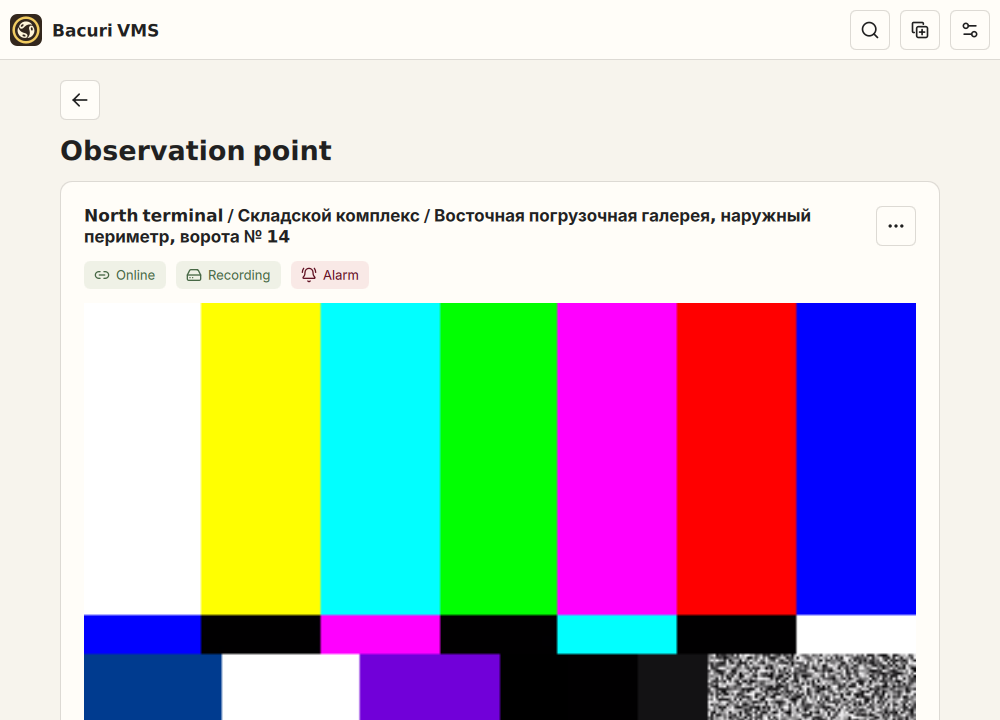 Bacuri VMS
Observation point
North terminal / Складской комплекс / Восточная погрузочная галерея, наружный
периметр, ворота № 14
Online
Recording
Alarm